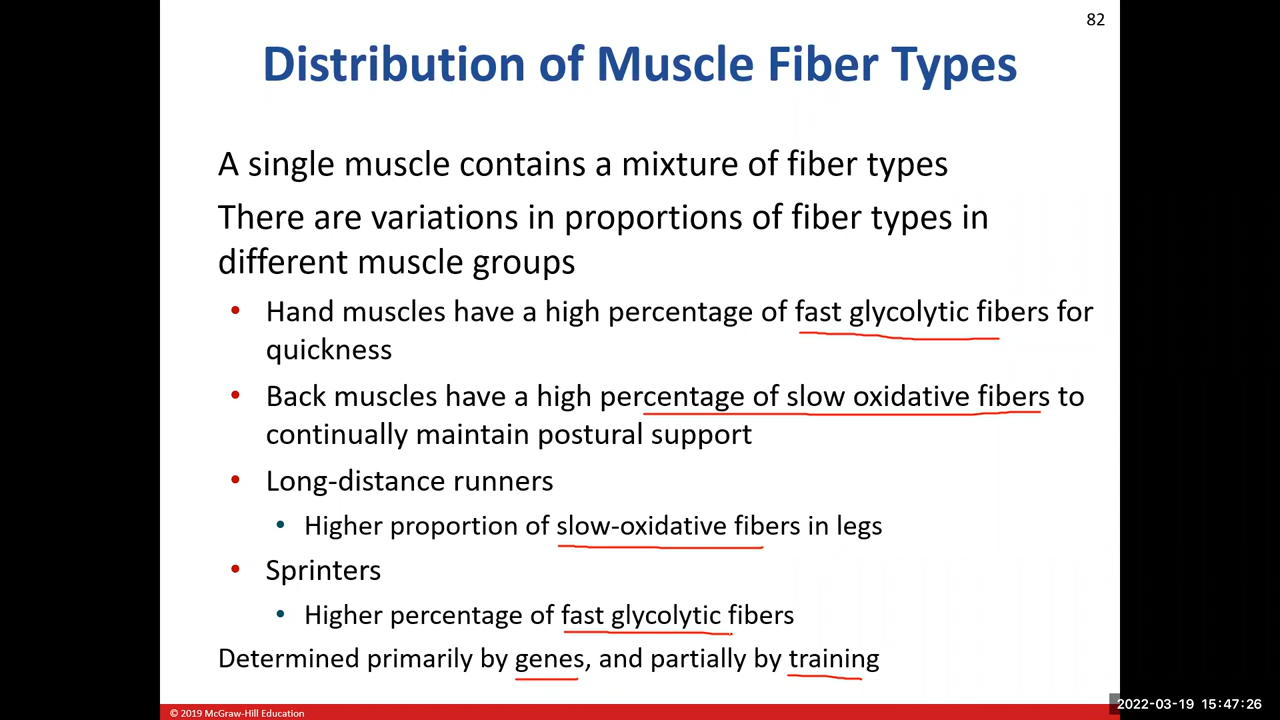 82
Distribution of Muscle Fiber Types
A single muscle contains a mixture of fiber types
There are variations in proportions of fiber types in
different muscle groups
• Hand muscles have a high percentage of fast glycolytic fibers for
quickness
• Back muscles have a high percentage of slow oxidative fibers to
continually maintain postural support
• Long-distance runners
• Higher proportion of slow-oxidative fibers in legs
• Sprinters
• Higher percentage of fast glycolytic fibers
Determined primarily by genes, and partially by training
© 2019 McGraw-Hill Education
2022-03-19 15:47:26